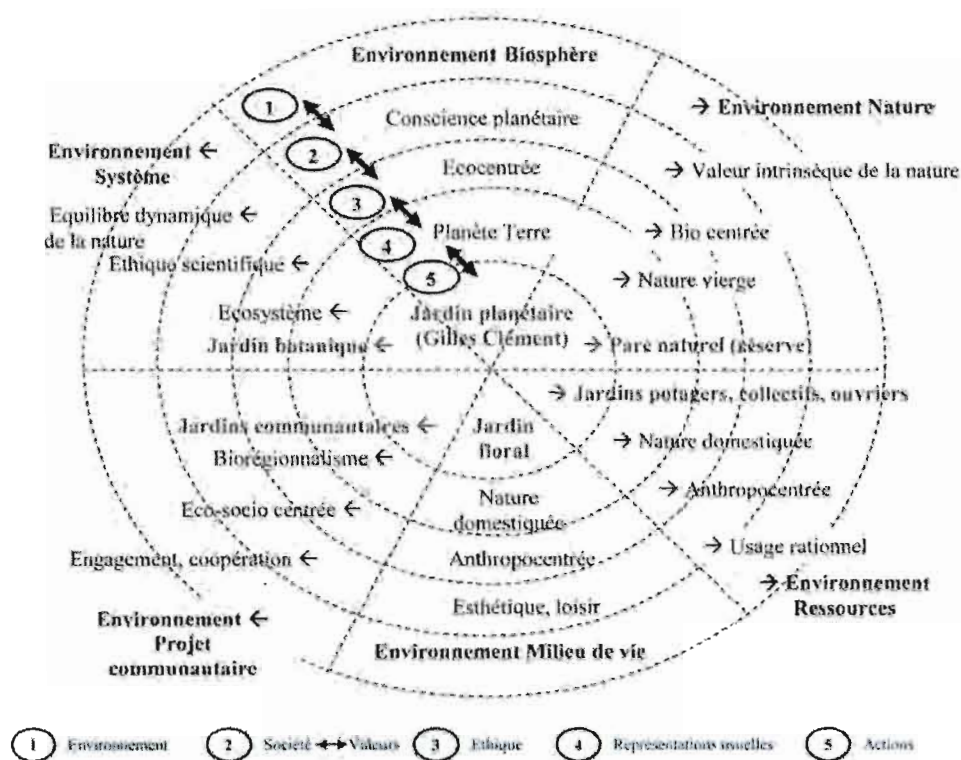 Environnement Biosphère
1
→ Environnement Nature
Conscience planétaire
2
Environnement ←
Système
Ecocentrée
→ Valeur intrinsèque de la nature
3
Equilibre dynamique ←
de la nature
4
Planète Terre
→ Bio centrée
Ethique scientifique ←
5
→ Nature vierge
Ecosystème ←
Jardin planétaire
(Gilles Clément)
Jardin botanique ←
→ Parc naturel (réserve)
→ Jardins potagers, collectifs, ouvriers
Jardins communautaires ←
Jardin
floral
→ Nature domestiquée
Biorégionnalisme ←
→ Anthropocentrée
Eco-socio centrée ←
Nature
domestiquée
→ Usage rationnel
Engagement, coopération ←
Anthropocentrée
→ Environnement
Ressources
Esthétique, loisir
Environnement ←
Projet
communautaire
Environnement Milieu de vie
1 Environnement 2 Société ↔ Valeurs 3 Ethique 4 Représentations usuelles 5 Actions